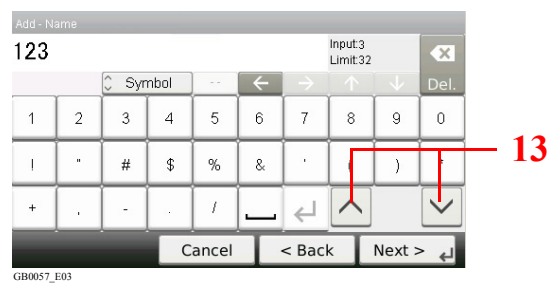 Add - Name
123
Input:3
Limit:32
Symbol - - ← → ↑ ↓ Del.
1 2 3 4 5 6 7 8 9 0
! " # $ % & ' ( ) *
13
+ , - . /
Cancel < Back Next >
GB0057_E03